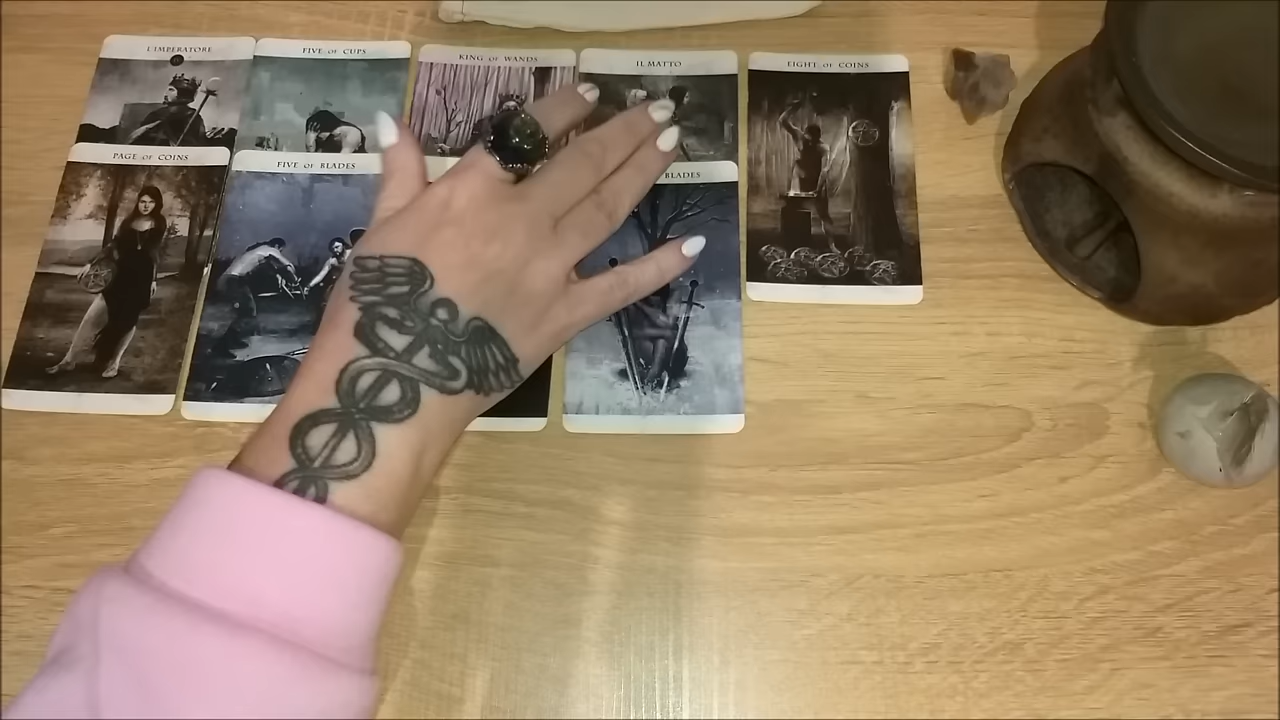 L'IMPERATORE
FIVE OF CUPS
KING OF WANDS
IL MATTO
EIGHT OF COINS
PAGE OF COINS
FIVE OF BLADES
BLADES